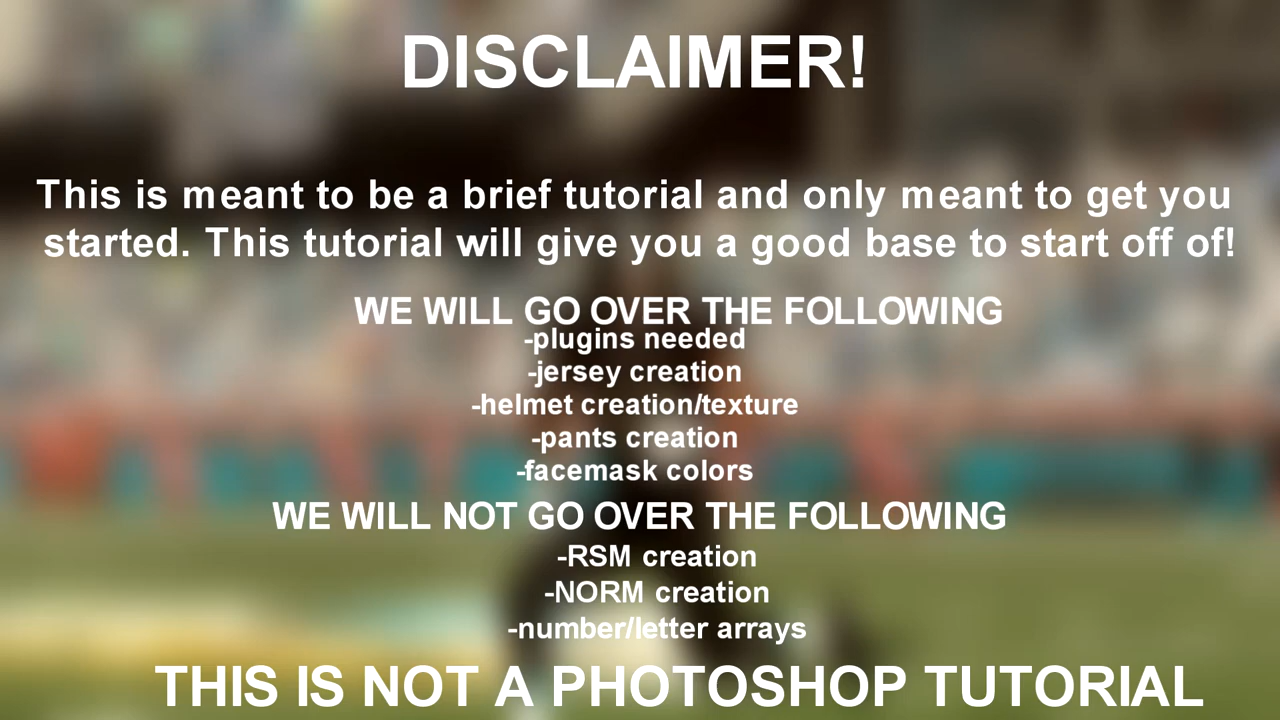 DISCLAIMER!
This is meant to be a brief tutorial and only meant to get you
started. This tutorial will give you a good base to start off of!
WE WILL GO OVER THE FOLLOWING
-plugins needed
-jersey creation
-helmet creation/texture
-pants creation
-facemask colors
WE WILL NOT GO OVER THE FOLLOWING
-RSM creation
-NORM creation
-number/letter arrays
THIS IS NOT A PHOTOSHOP TUTORIAL